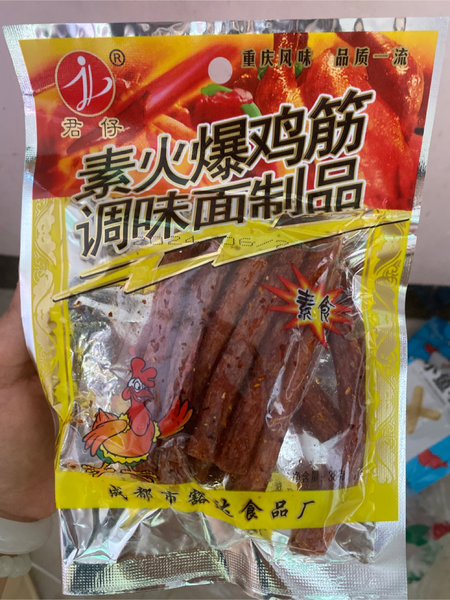 重庆风味 品质一流
®
君仔
素火爆鸡筋
调味面制品
素食
成都市豁达食品厂